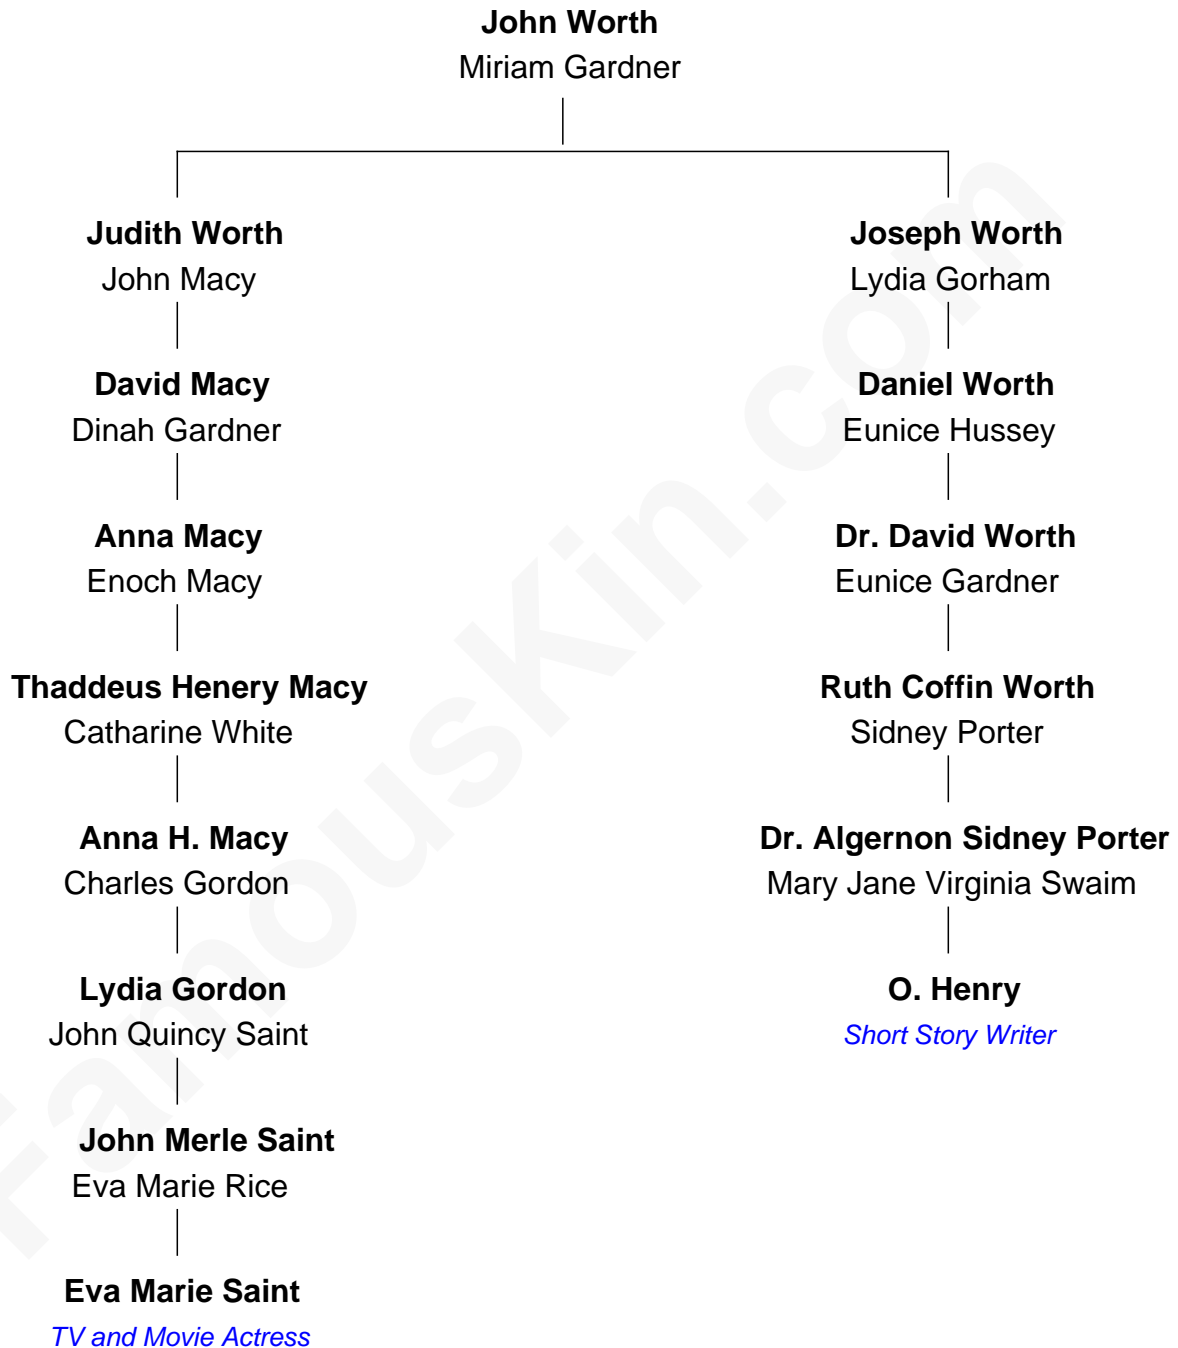 John Worth
Miriam Gardner
Judith Worth
John Macy
David Macy
Dinah Gardner
Anna Macy
Enoch Macy
Thaddeus Henery Macy
Catharine White
Anna H. Macy
Charles Gordon
Lydia Gordon
John Quincy Saint
John Merle Saint
Eva Marie Rice
Eva Marie Saint
TV and Movie Actress
Joseph Worth
Lydia Gorham
Daniel Worth
Eunice Hussey
Dr. David Worth
Eunice Gardner
Ruth Coffin Worth
Sidney Porter
Dr. Algernon Sidney Porter
Mary Jane Virginia Swaim
O. Henry
Short Story Writer
FamousKin.com